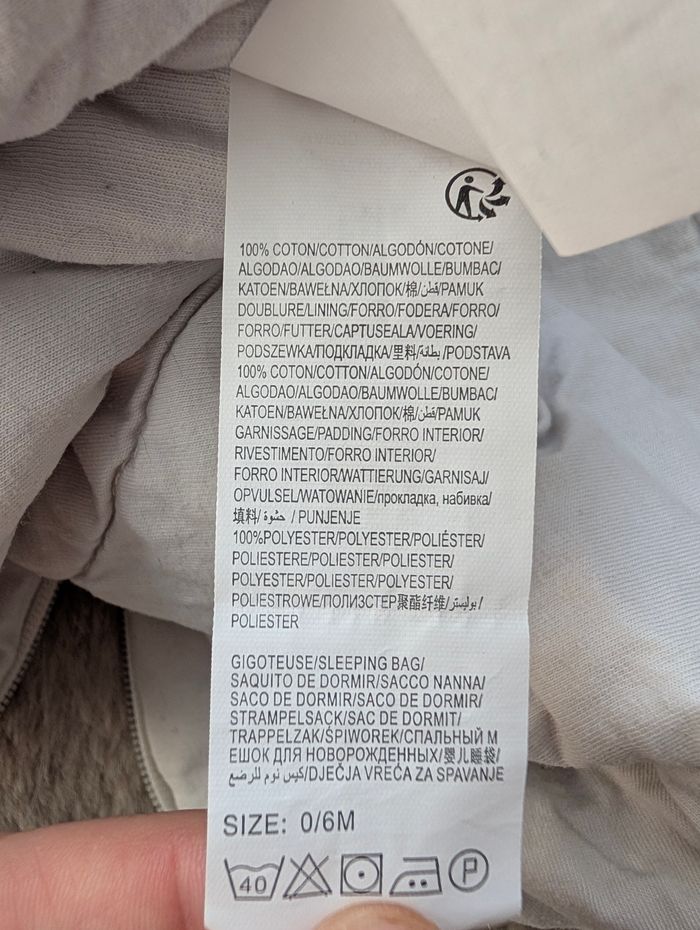 100% COTON/COTTON/ALGODÓN/COTONE/
ALGODAO/ALGODAO/BAUMWOLLE/BUMBAC/
KATOEN/BAWEŁNA/ХЛОПОК/棉/قطن/PAMUK
DOUBLURE/LINING/FORRO/FODERA/FORRO/
FORRO/FUTTER/CAPTUSEALA/VOERING/
PODSZEWKA/ПОДКЛАДКА/里料/بطانة/PODSTAVA
100% COTON/COTTON/ALGODÓN/COTONE/
ALGODAO/ALGODAO/BAUMWOLLE/BUMBAC/
KATOEN/BAWEŁNA/ХЛОПОК/棉/قطن/PAMUK
GARNISSAGE/PADDING/FORRO INTERIOR/
RIVESTIMENTO/FORRO INTERIOR/
FORRO INTERIOR/WATTIERUNG/GARNISAJ/
OPVULSEL/WATOWANIE/прокладка, набивка/
填料/ حشوة / PUNJENJE
100%POLYESTER/POLYESTER/POLIÉSTER/
POLIESTERE/POLIESTER/POLIESTER/
POLYESTER/POLIESTER/POLYESTER/
POLIESTROWE/ПОЛИЭСТЕР聚酯纤维/بوليستر/
POLIESTER
GIGOTEUSE/SLEEPING BAG/
SAQUITO DE DORMIR/SACCO NANNA/
SACO DE DORMIR/SACO DE DORMIR/
STRAMPELSACK/SAC DE DORMIT/
TRAPPELZAK/ŚPIWOREK/СПАЛЬНЫЙ М
ЕШОК ДЛЯ НОВОРОЖДЕННЫХ/婴儿睡袋/
كيس نوم للرضع/DJEČJA VREĆA ZA SPAVANJE
SIZE: 0/6M
40 P